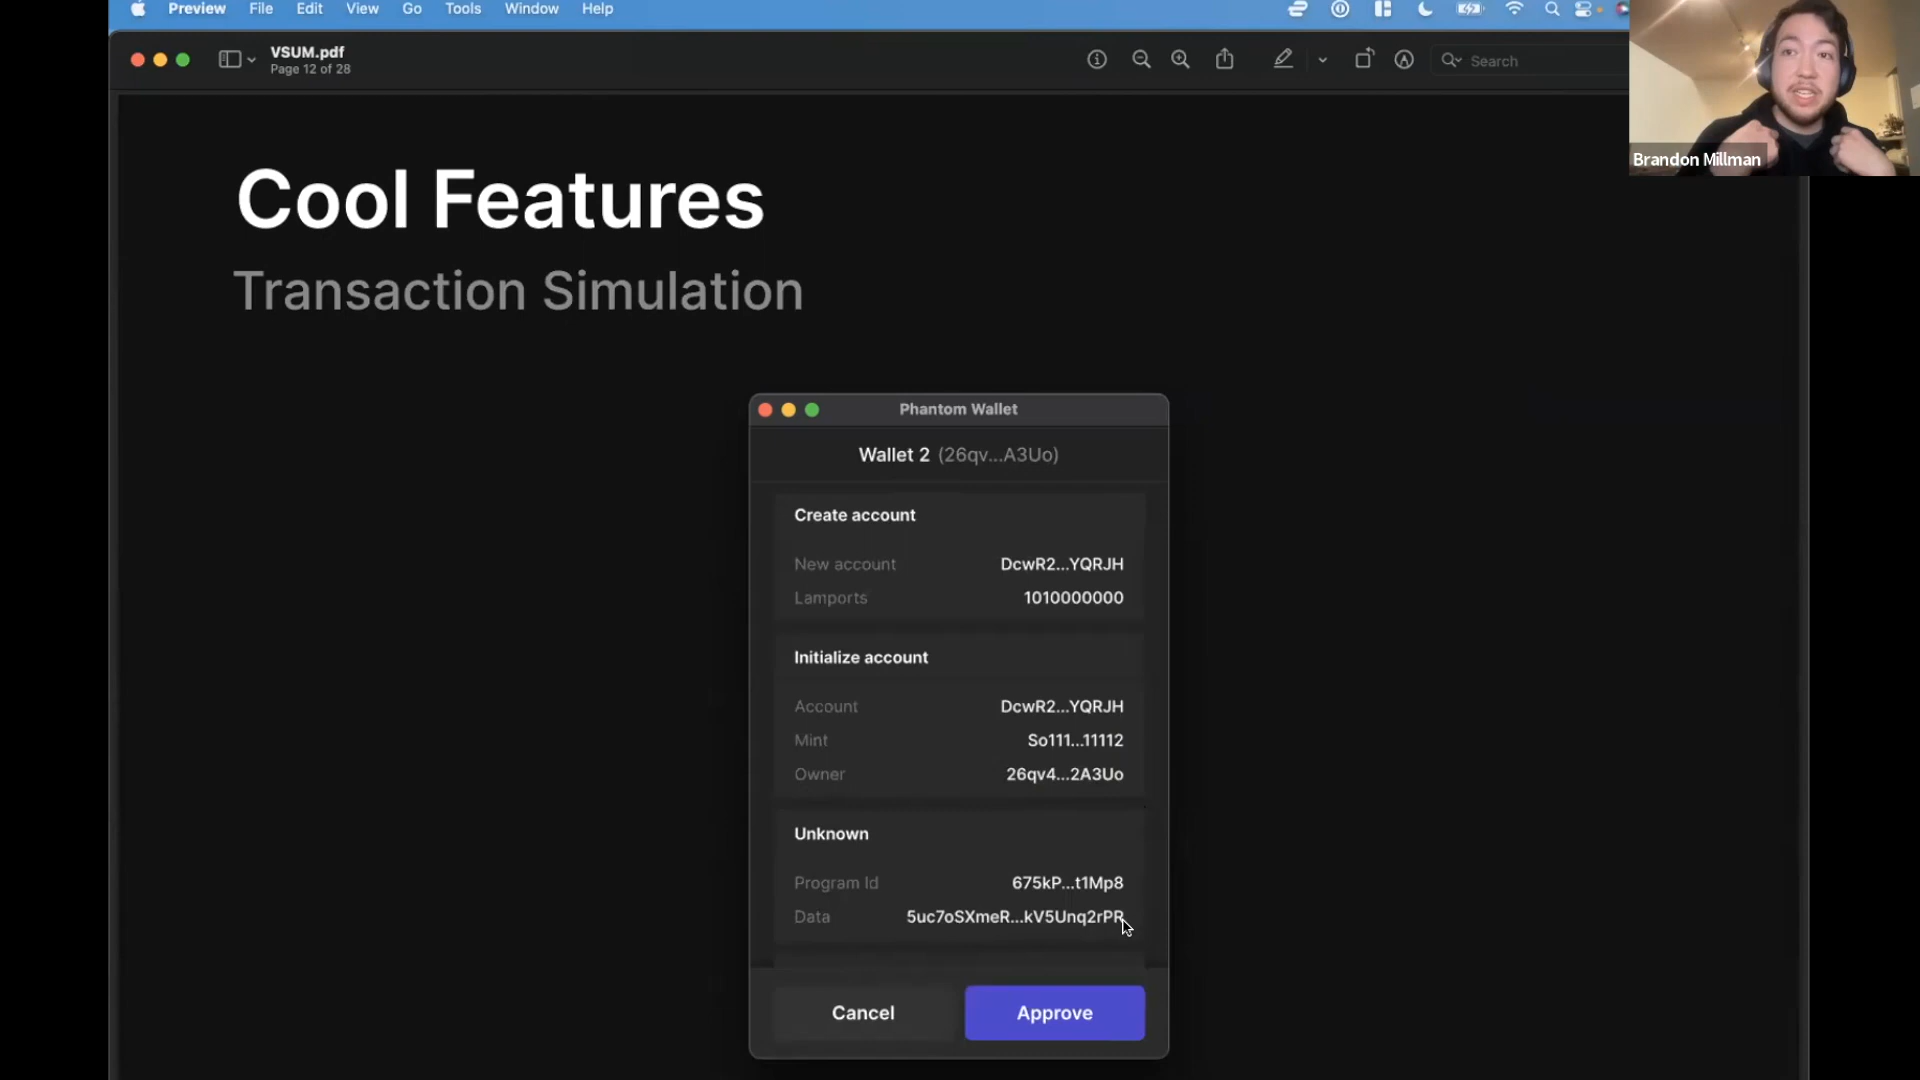 Preview File Edit View Go Tools Window Help
VSUM.pdf
Page 12 of 28
Search
Brandon Millman
Cool Features
Transaction Simulation
Phantom Wallet
Wallet 2 (26qv...A3Uo)
Create account
New account DcwR2...YQRJH
Lamports 1010000000
Initialize account
Account DcwR2...YQRJH
Mint So111...11112
Owner 26qv4...2A3Uo
Unknown
Program Id 675kP...t1Mp8
Data 5uc7oSXmeR...kV5Unq2rPR
Cancel Approve